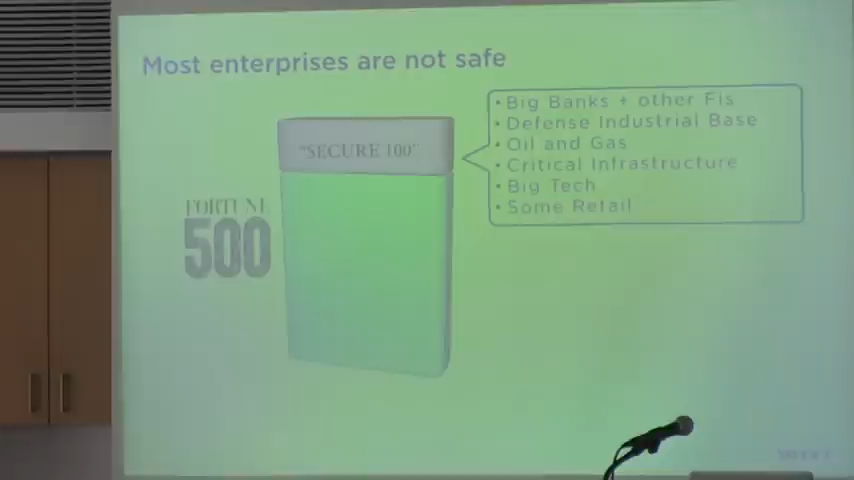 Most enterprises are not safe
"SECURE 100"
• Big Banks + other FIs
• Defense Industrial Base
• Oil and Gas
• Critical Infrastructure
• Big Tech
• Some Retail
FORTUNE
500